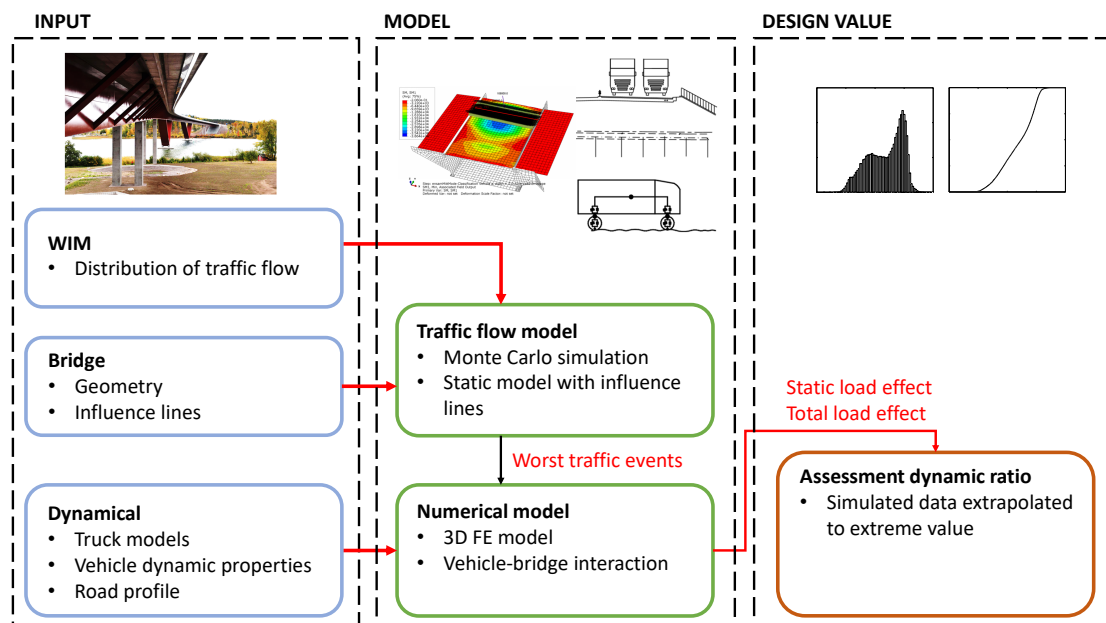 INPUT
MODEL
DESIGN VALUE
WIM
• Distribution of traffic flow
Bridge
• Geometry
• Influence lines
Dynamical
• Truck models
• Vehicle dynamic properties
• Road profile
Traffic flow model
• Monte Carlo simulation
• Static model with influence
lines
Worst traffic events
Numerical model
• 3D FE model
• Vehicle-bridge interaction
Static load effect
Total load effect
Assessment dynamic ratio
• Simulated data extrapolated
to extreme value